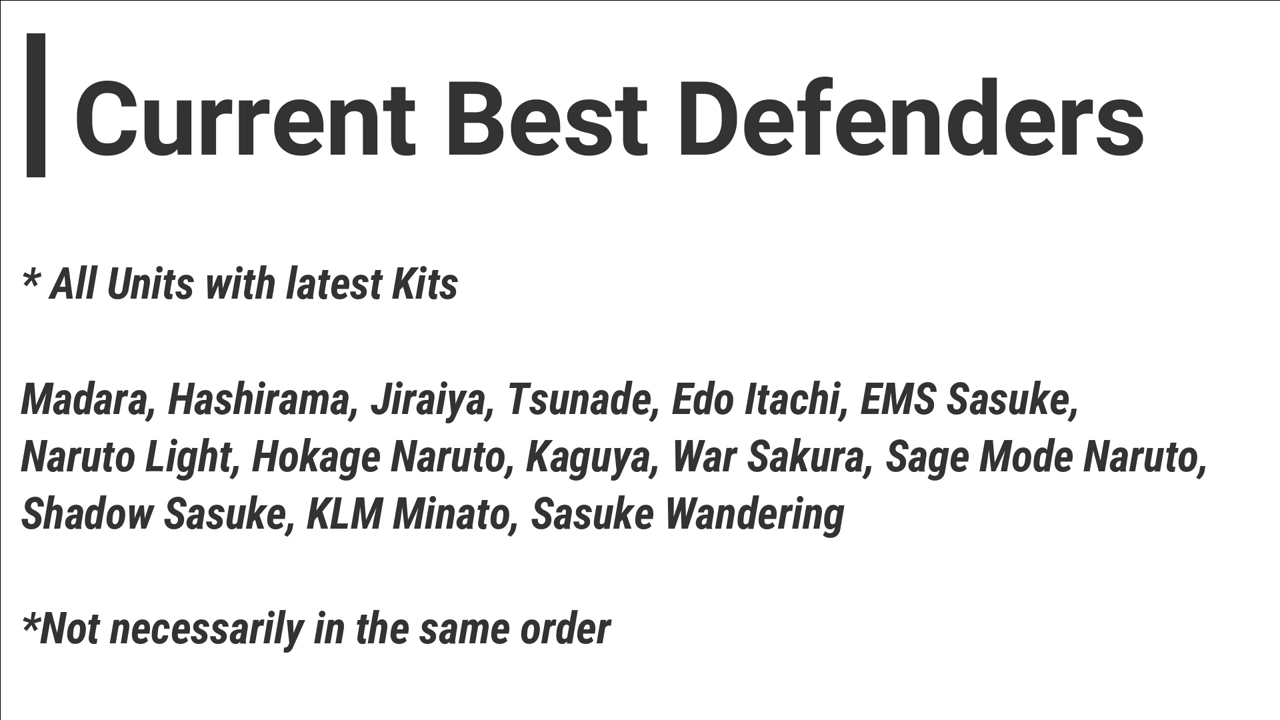 Current Best Defenders
* All Units with latest Kits
Madara, Hashirama, Jiraiya, Tsunade, Edo Itachi, EMS Sasuke,
Naruto Light, Hokage Naruto, Kaguya, War Sakura, Sage Mode Naruto,
Shadow Sasuke, KLM Minato, Sasuke Wandering
*Not necessarily in the same order